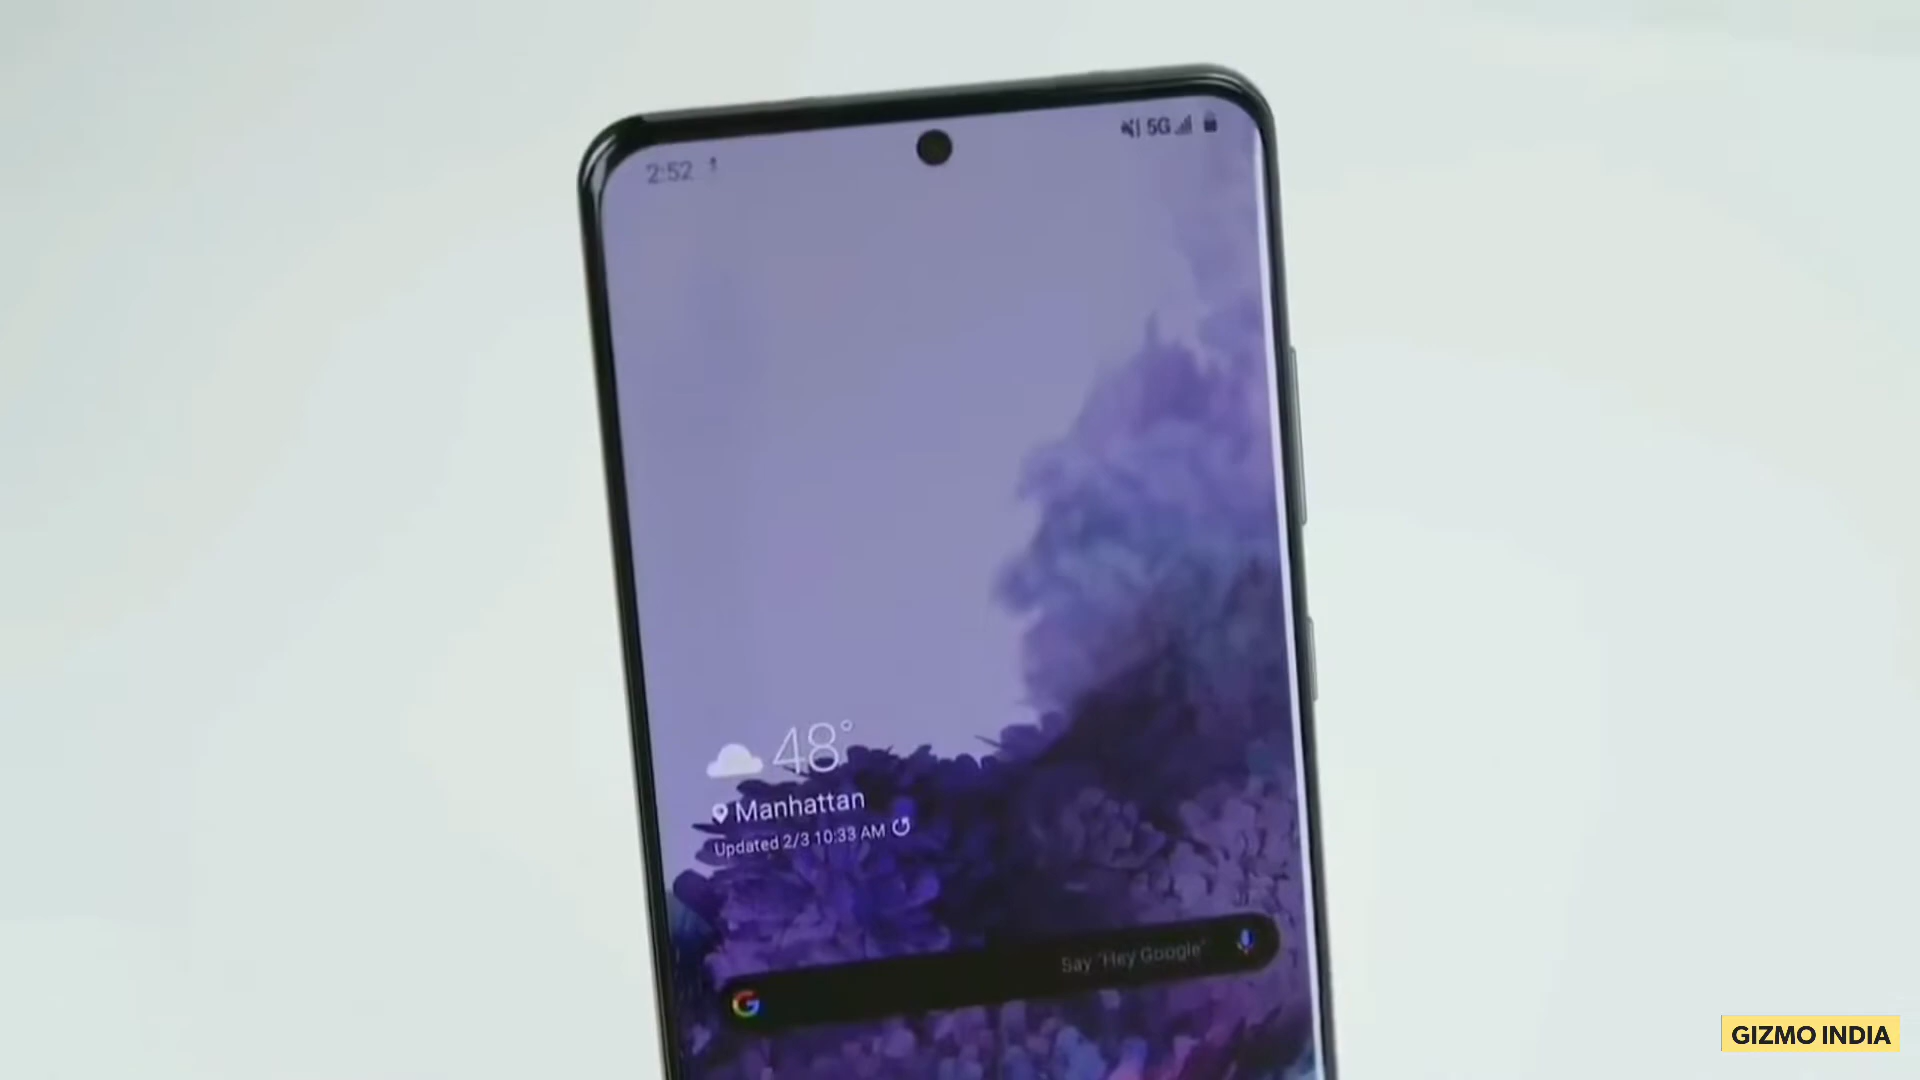 2:52
5G
48°
Manhattan
Updated 2/3 10:33 AM
Say "Hey Google"
G
GIZMO INDIA